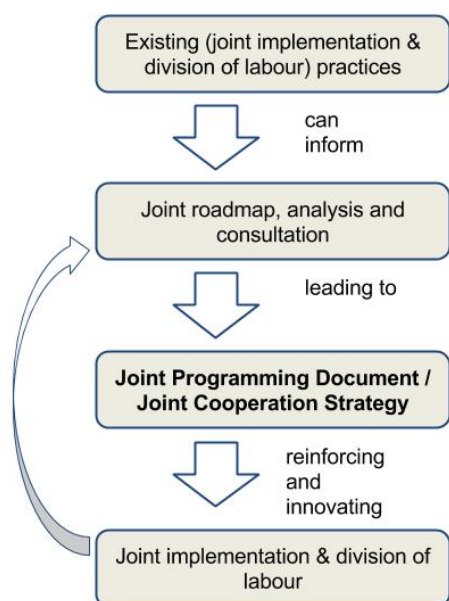 Existing (joint implementation &
division of labour) practices
can
inform
Joint roadmap, analysis and
consultation
leading to
Joint Programming Document /
Joint Cooperation Strategy
reinforcing
and
innovating
Joint implementation & division of
labour